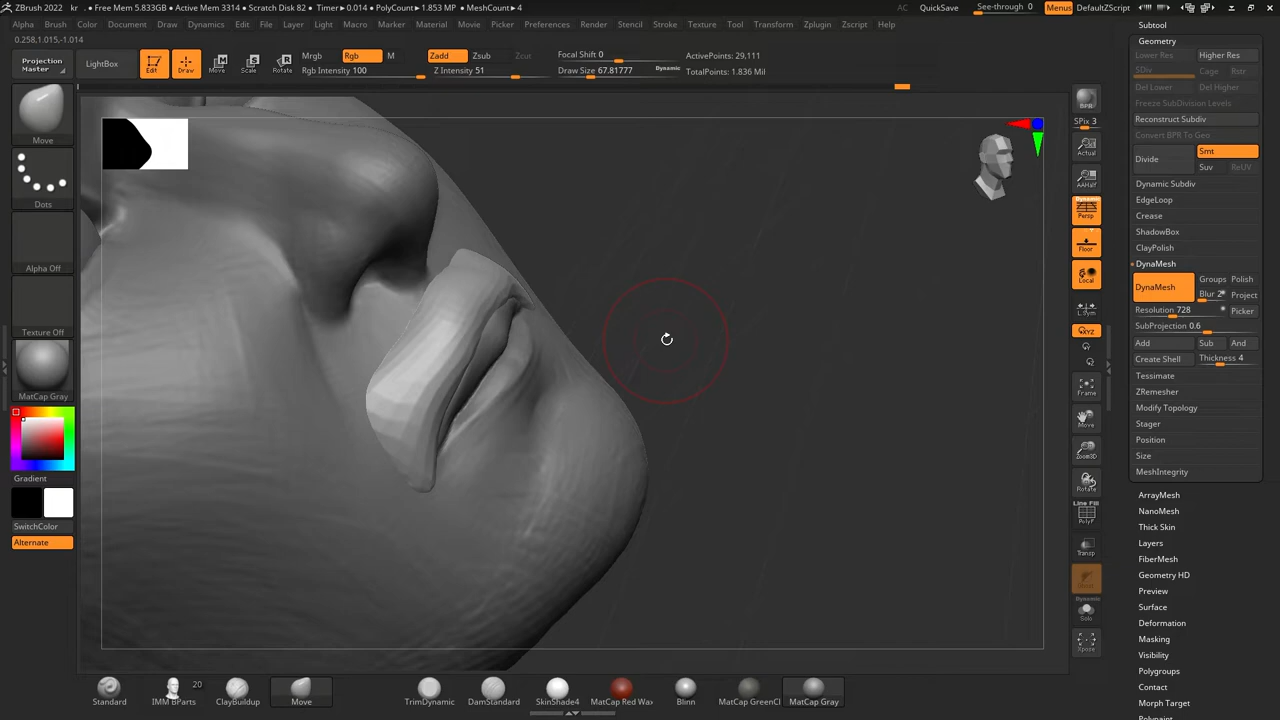 ZBrush 2022 kr • Free Mem 5.833GB • Active Mem 3314 • Scratch Disk 82 • Timer▸0.014 • PolyCount▸1.853 MP • MeshCount▸4
AC QuickSave See-through 0 Menus DefaultZScript
Alpha Brush Color Document Draw Dynamics Edit File Layer Light Macro Marker Material Movie Picker Preferences Render Stencil Stroke Texture Tool Transform Zplugin Zscript Help
0.258,1.015,-1.014
Projection
Master
LightBox
Edit
Draw
Move
Scale
Rotate
Mrgb Rgb M
Rgb Intensity 100
Zadd Zsub Zcut
Z Intensity 51
Focal Shift 0
Draw Size 67.81777 Dynamic
ActivePoints: 29,111
TotalPoints: 1.836 Mil
Move
Dots
Alpha Off
Texture Off
MatCap Gray
Gradient
SwitchColor
Alternate
BPR
SPix 3
Actual
AAHalf
Dynamic
Persp
Floor
Local
L.Sym
XYZ
Frame
Move
Zoom3D
Rotate
Line Fill
PolyF
Transp
Dynamic
Solo
Xpose
Subtool
Geometry
Lower Res Higher Res
SDiv Cage Rstr
Del Lower Del Higher
Freeze SubDivision Levels
Reconstruct Subdiv
Convert BPR To Geo
Divide Smt
Suv ReUV
Dynamic Subdiv
EdgeLoop
Crease
ShadowBox
ClayPolish
DynaMesh
DynaMesh Groups Polish
Blur 2 Project
Resolution 728 Picker
SubProjection 0.6
Add Sub And
Create Shell Thickness 4
Tessimate
ZRemesher
Modify Topology
Stager
Position
Size
MeshIntegrity
ArrayMesh
NanoMesh
Thick Skin
Layers
FiberMesh
Geometry HD
Preview
Surface
Deformation
Masking
Visibility
Polygroups
Contact
Morph Target
Standard
20
IMM BParts
ClayBuildup
Move
TrimDynamic
DamStandard
SkinShade4
MatCap Red Wax
Blinn
MatCap GreenCl
MatCap Gray